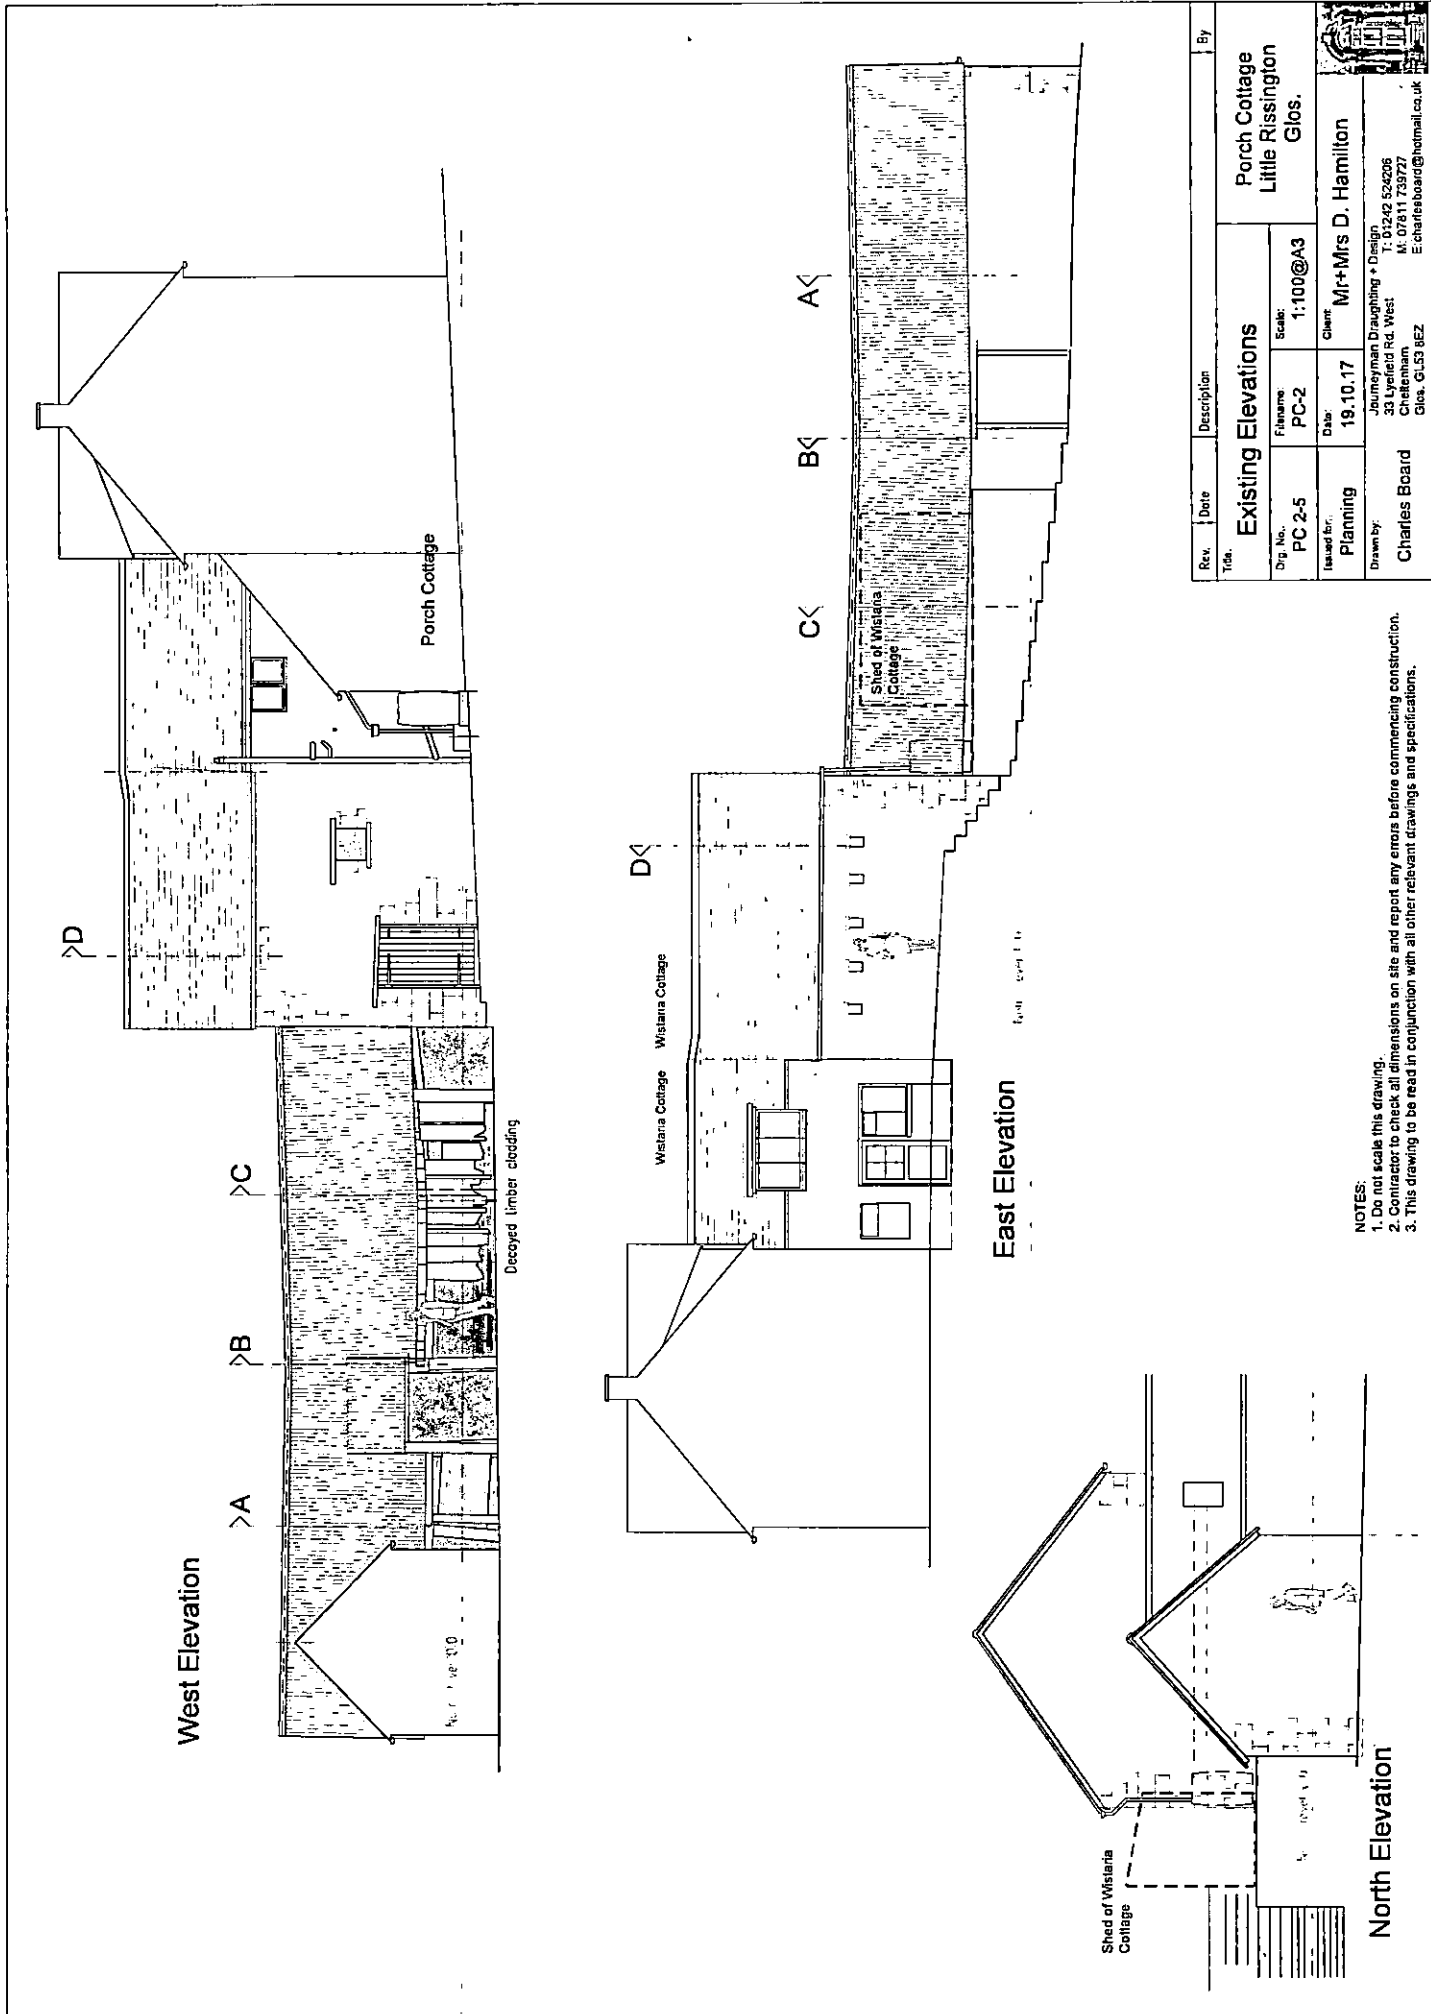 West Elevation
A
B
C
D
Decayed timber cladding
Porch Cottage
Wistaria Cottage
Wistaria Cottage
East Elevation
D
C
B
A
Shed of Wistaria
Cottage
Shed of Wistaria
Cottage
North Elevation
NOTES:
1. Do not scale this drawing.
2. Contractor to check all dimensions on site and report any errors before commencing construction.
3. This drawing to be read in conjunction with all other relevant drawings and specifications.
Rev. Date Description By
Title.
Existing Elevations
Porch Cottage
Little Rissington
Glos.
Drg. No.: PC 2-5
Filename: PC-2
Scale: 1:100@A3
Issued for: Planning
Date: 19.10.17
Client: Mr+Mrs D. Hamilton
Drawn by: Charles Board
Journeyman Draughting + Design
33 Lyefield Rd. West
Cheltenham
Glos. GL53 8EZ
T: 01242 524206
M: 07811 739727
E: charlesboard@hotmail.co.uk